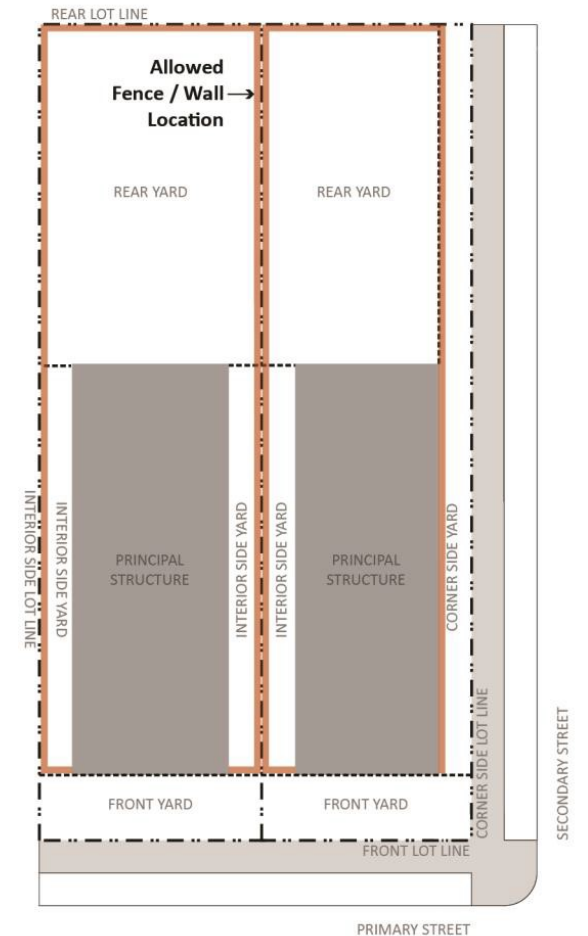 REAR LOT LINE
Allowed
Fence / Wall
Location
REAR YARD
REAR YARD
INTERIOR SIDE LOT LINE
INTERIOR SIDE YARD
PRINCIPAL
STRUCTURE
INTERIOR SIDE YARD
INTERIOR SIDE YARD
PRINCIPAL
STRUCTURE
CORNER SIDE YARD
CORNER SIDE LOT LINE
SECONDARY STREET
FRONT YARD
FRONT YARD
FRONT LOT LINE
PRIMARY STREET